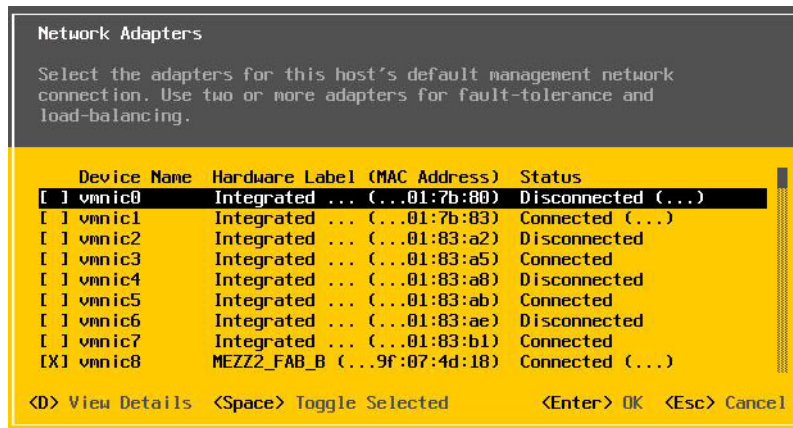 Network Adapters
Select the adapters for this host's default management network
connection. Use two or more adapters for fault-tolerance and
load-balancing.
Device Name Hardware Label (MAC Address) Status
[ ] vmnic0 Integrated ... (...01:7b:80) Disconnected (...)
[ ] vmnic1 Integrated ... (...01:7b:83) Connected (...)
[ ] vmnic2 Integrated ... (...01:83:a2) Disconnected
[ ] vmnic3 Integrated ... (...01:83:a5) Connected
[ ] vmnic4 Integrated ... (...01:83:a8) Disconnected
[ ] vmnic5 Integrated ... (...01:83:ab) Connected
[ ] vmnic6 Integrated ... (...01:83:ae) Disconnected
[ ] vmnic7 Integrated ... (...01:83:b1) Connected
[X] vmnic8 MEZZ2_FAB_B (...9f:07:4d:18) Connected (...)
<D> View Details <Space> Toggle Selected <Enter> OK <Esc> Cancel